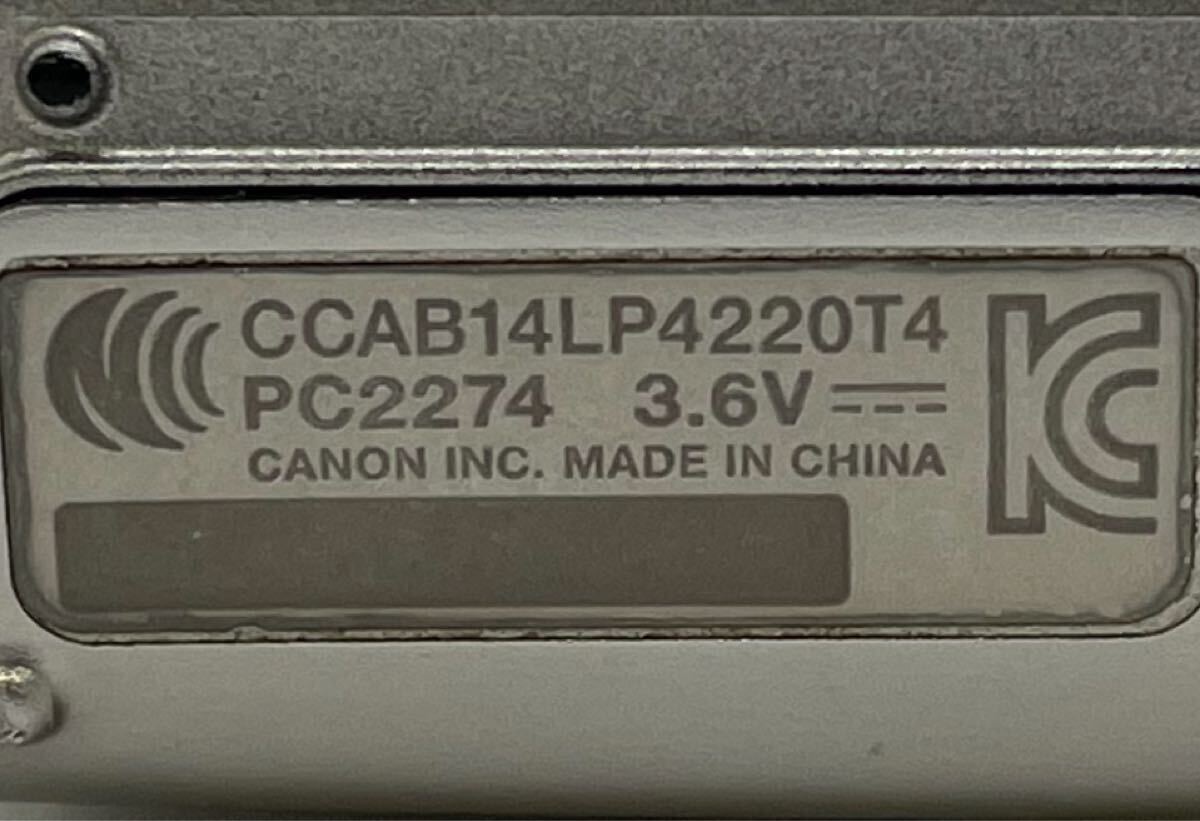 CCAB14LP4220T4
PC2274 3.6V
CANON INC. MADE IN CHINA